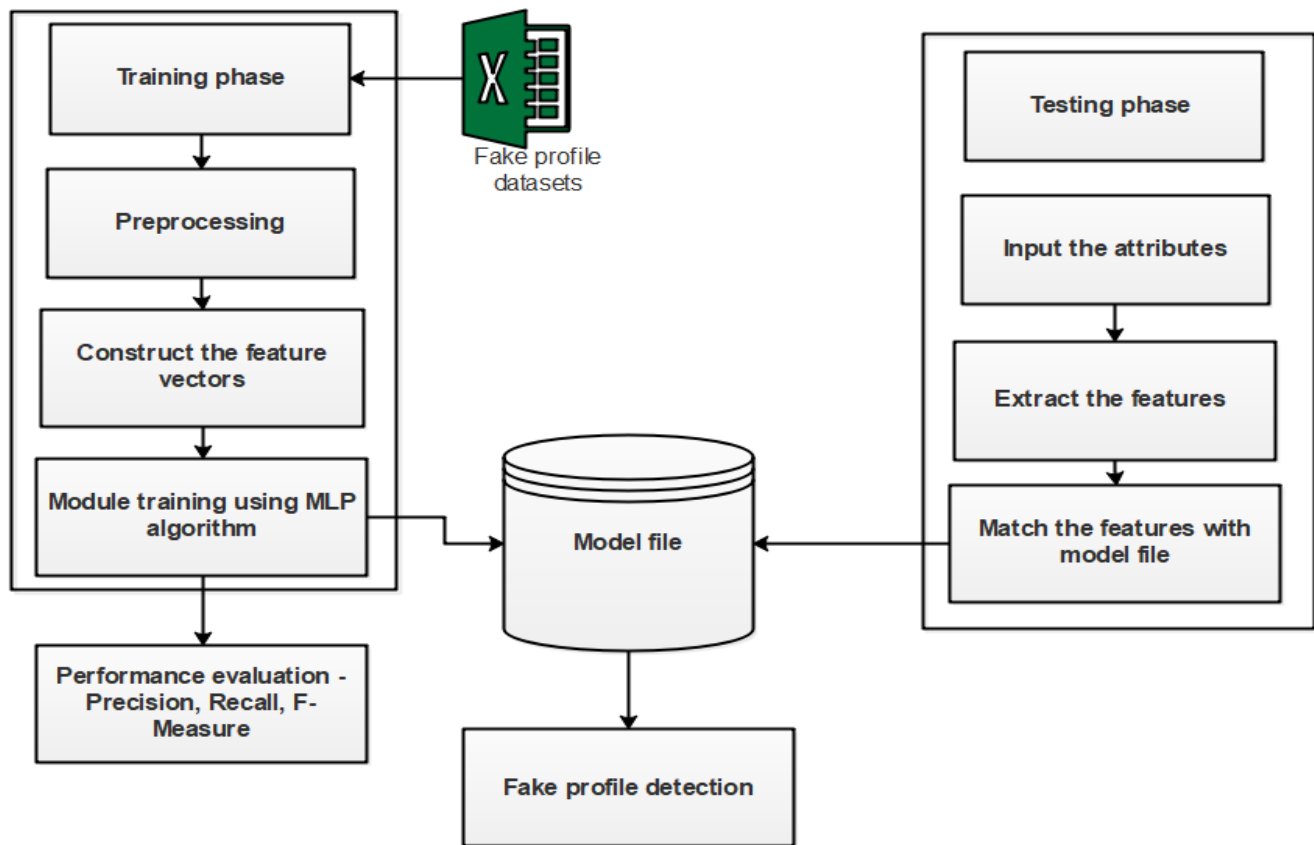 Training phase
Fake profile
datasets
Preprocessing
Construct the feature
vectors
Module training using MLP
algorithm
Performance evaluation -
Precision, Recall, F-
Measure
Model file
Fake profile detection
Testing phase
Input the attributes
Extract the features
Match the features with
model file